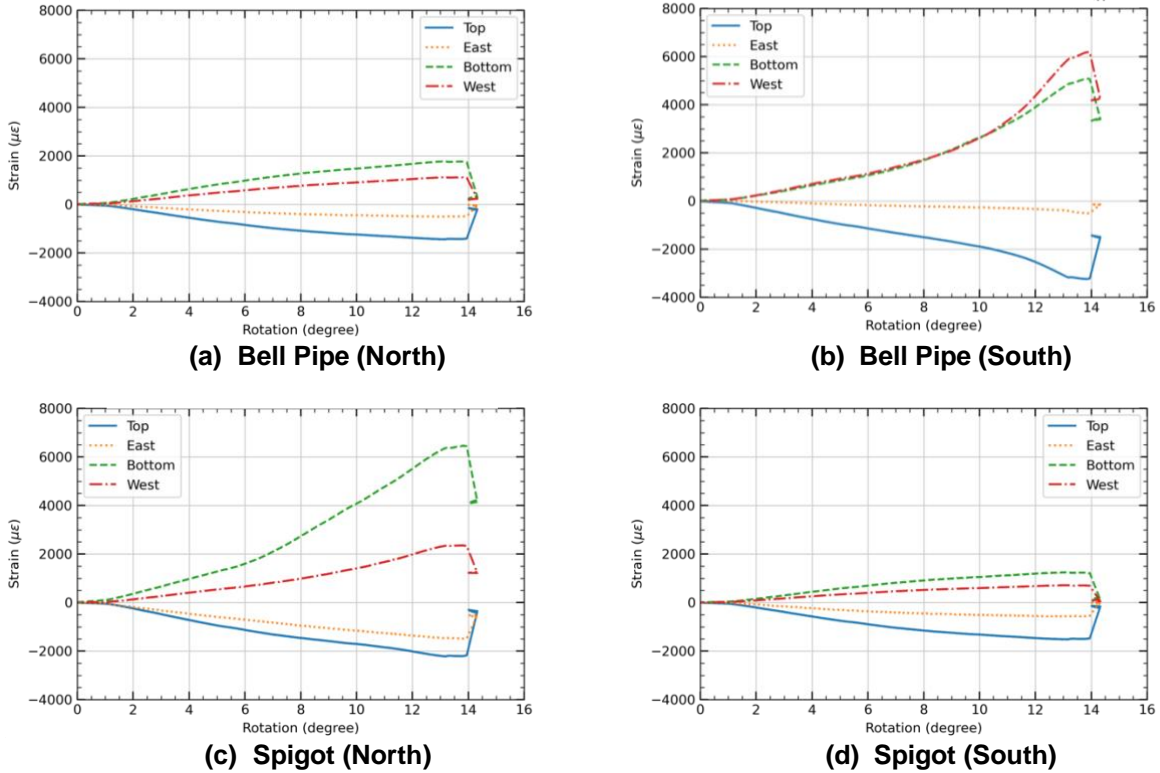 8000
6000
4000
2000
0
−2000
−4000
Strain (με)
0 2 4 6 8 10 12 14 16
Rotation (degree)
Top
East
Bottom
West
(a) Bell Pipe (North)
8000
6000
4000
2000
0
−2000
−4000
Strain (με)
0 2 4 6 8 10 12 14 16
Rotation (degree)
Top
East
Bottom
West
(b) Bell Pipe (South)
8000
6000
4000
2000
0
−2000
−4000
Strain (με)
0 2 4 6 8 10 12 14 16
Rotation (degree)
Top
East
Bottom
West
(c) Spigot (North)
8000
6000
4000
2000
0
−2000
−4000
Strain (με)
0 2 4 6 8 10 12 14 16
Rotation (degree)
Top
East
Bottom
West
(d) Spigot (South)